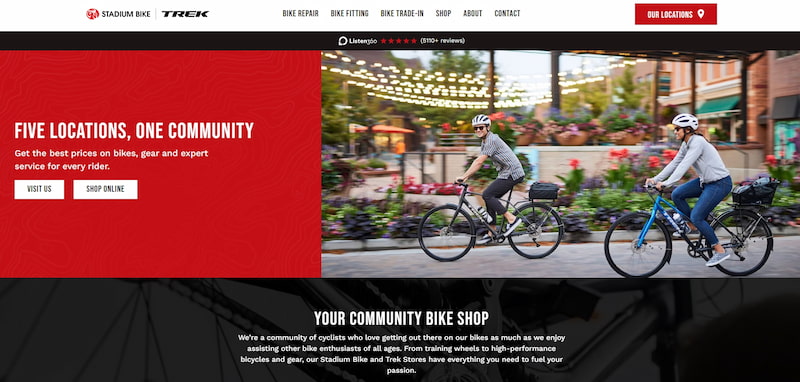 STADIUM BIKE | TREK
BIKE REPAIR BIKE FITTING BIKE TRADE-IN SHOP ABOUT CONTACT
OUR LOCATIONS
Listen360 ★★★★★ (5110+ reviews)
FIVE LOCATIONS, ONE COMMUNITY
Get the best prices on bikes, gear and expert
service for every rider.
VISIT US SHOP ONLINE
YOUR COMMUNITY BIKE SHOP
We're a community of cyclists who love getting out there on our bikes as much as we enjoy
assisting other bike enthusiasts of all ages. From training wheels to high-performance
bicycles and gear, our Stadium Bike and Trek Stores have everything you need to fuel your
passion.